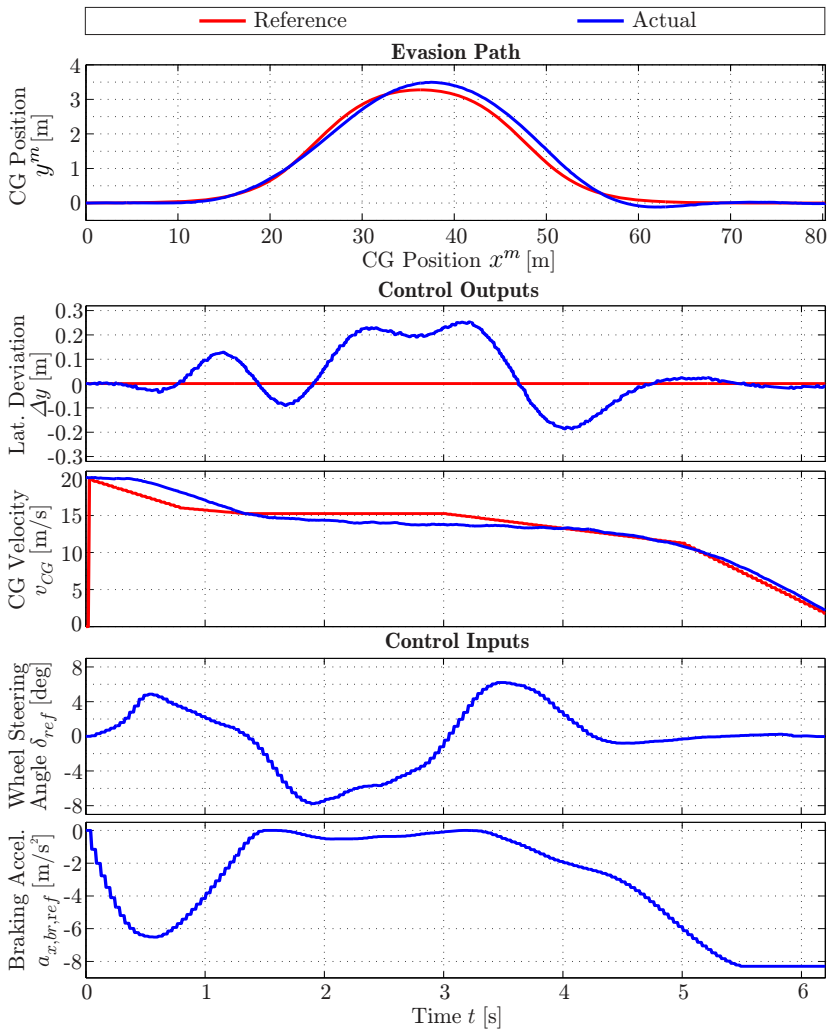 Reference Actual
Evasion Path
CG Position
y^m [m]
4
3
2
1
0
0 10 20 30 40 50 60 70 80
CG Position x^m [m]
Control Outputs
Lat. Deviation
Δy [m]
0.3
0.2
0.1
0
-0.1
-0.2
-0.3
CG Velocity
v_CG [m/s]
20
15
10
5
0
Control Inputs
Wheel Steering
Angle δ_ref [deg]
8
4
0
-4
-8
Braking Accel.
a_x,br,ref [m/s²]
0
-2
-4
-6
-8
0 1 2 3 4 5 6
Time t [s]